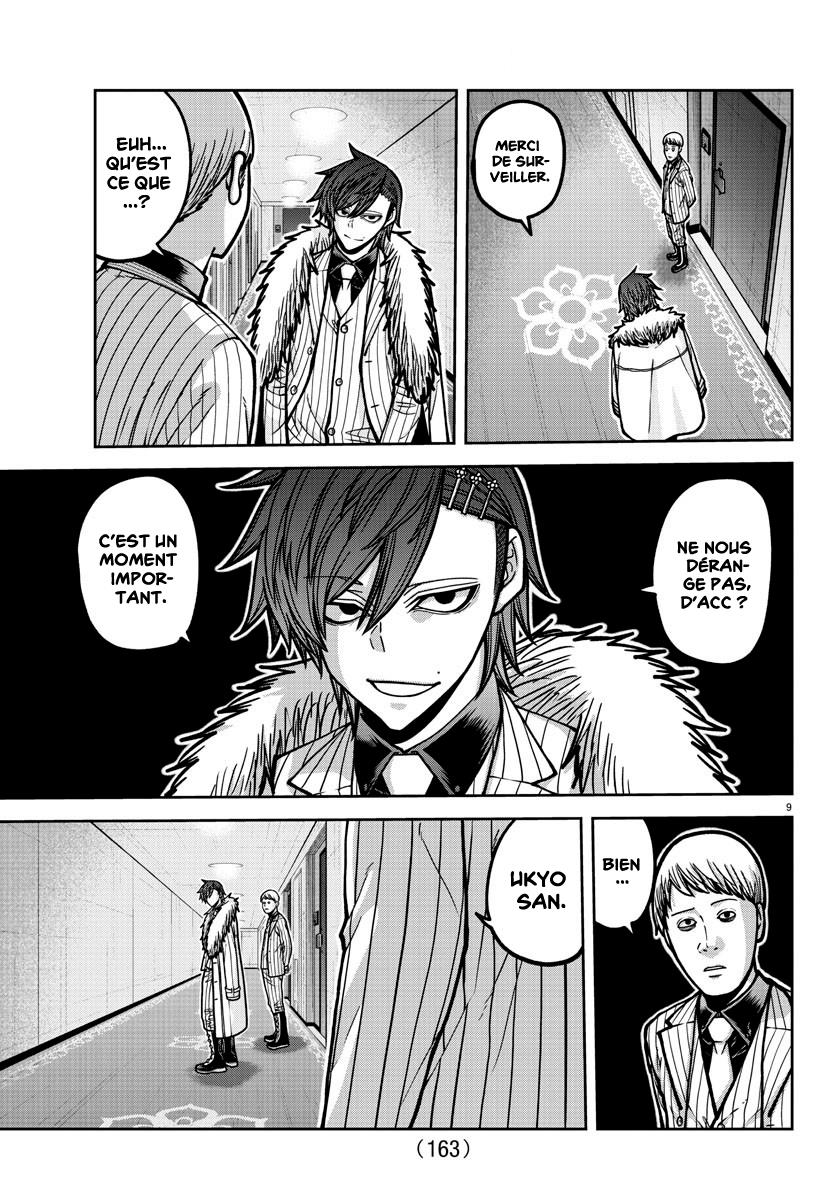 MERCI
DE SUR-
VEILLER.
EUH...
QU'EST
CE QUE
...?
NE NOUS
DÉRAN-
GE PAS,
D'ACC ?
C'EST UN
MOMENT
IMPOR-
TANT.
9
BIEN
...
UKYO
SAN.
(163)